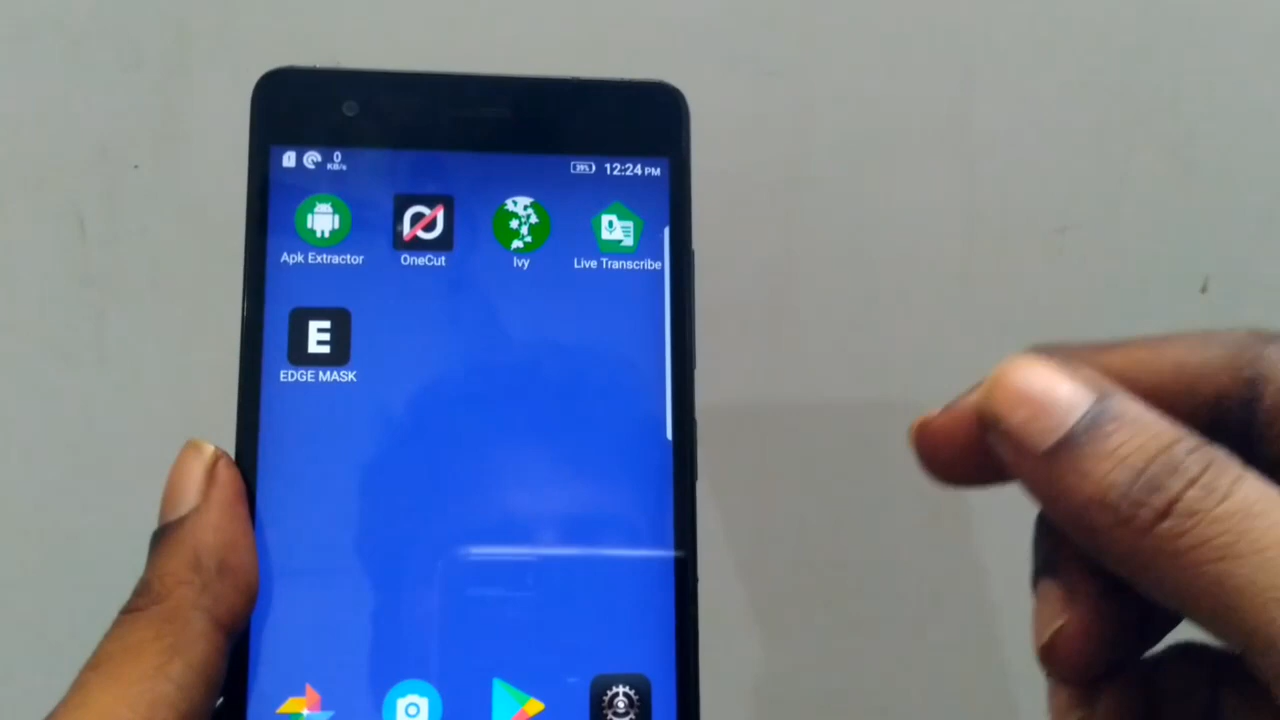 0
KB/s
39%
12:24 PM
Apk Extractor
OneCut
Ivy
Live Transcribe
E
EDGE MASK